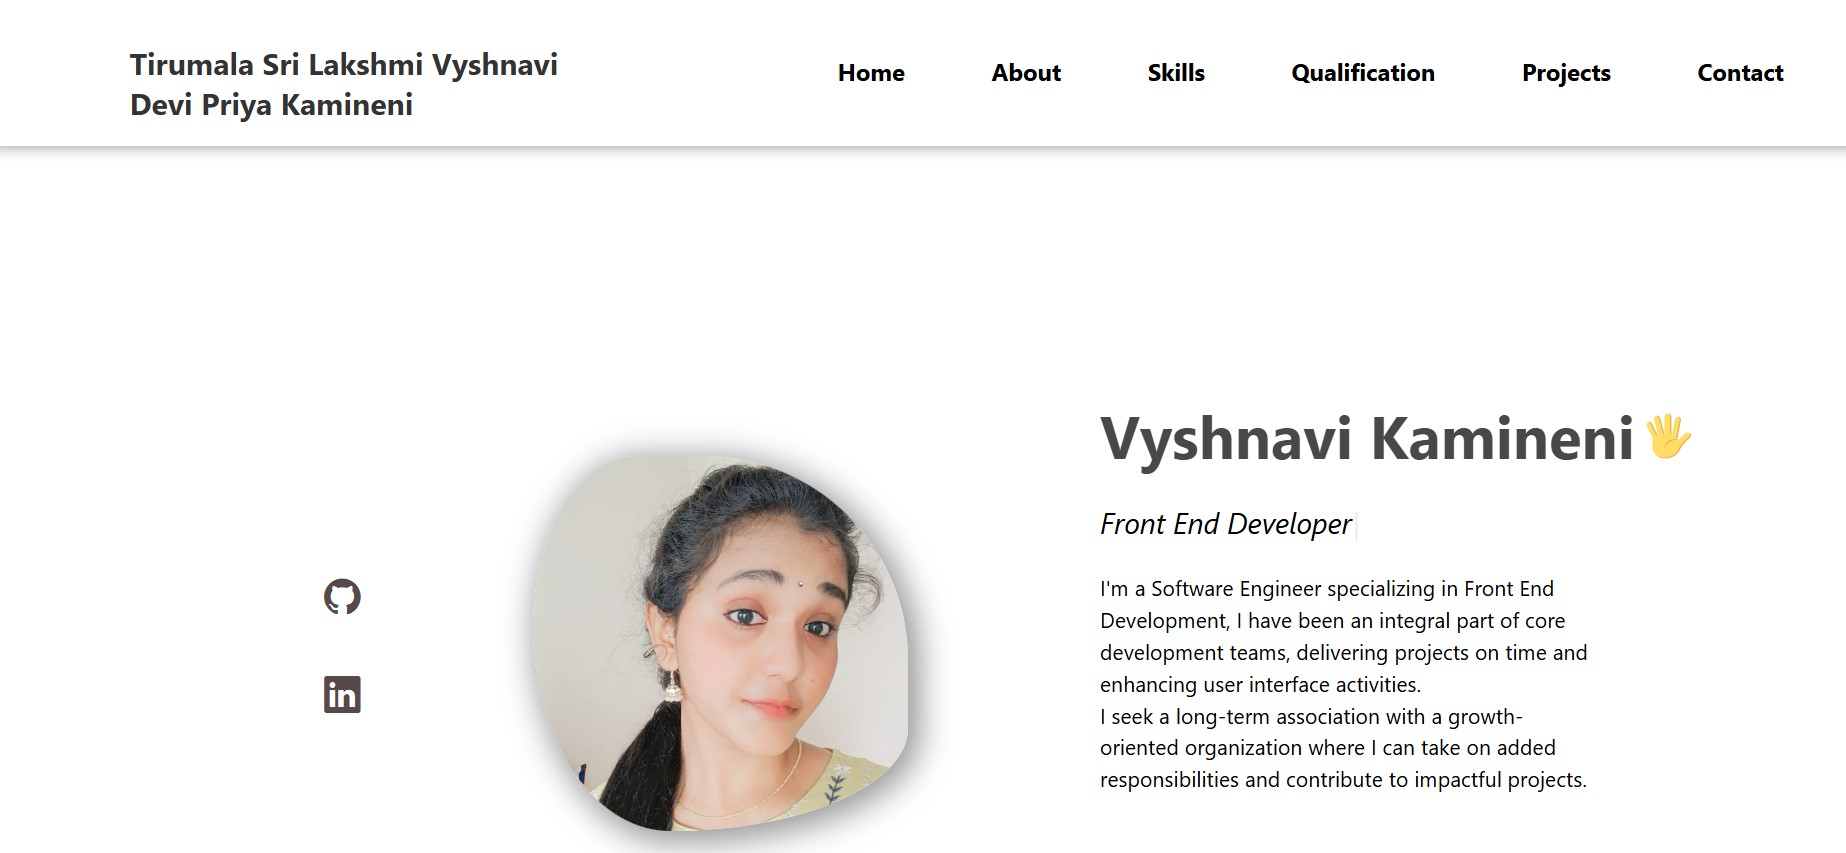 Tirumala Sri Lakshmi Vyshnavi
Devi Priya Kamineni
Home About Skills Qualification Projects Contact
Vyshnavi Kamineni
Front End Developer
I'm a Software Engineer specializing in Front End
Development, I have been an integral part of core
development teams, delivering projects on time and
enhancing user interface activities.
I seek a long-term association with a growth-
oriented organization where I can take on added
responsibilities and contribute to impactful projects.
in